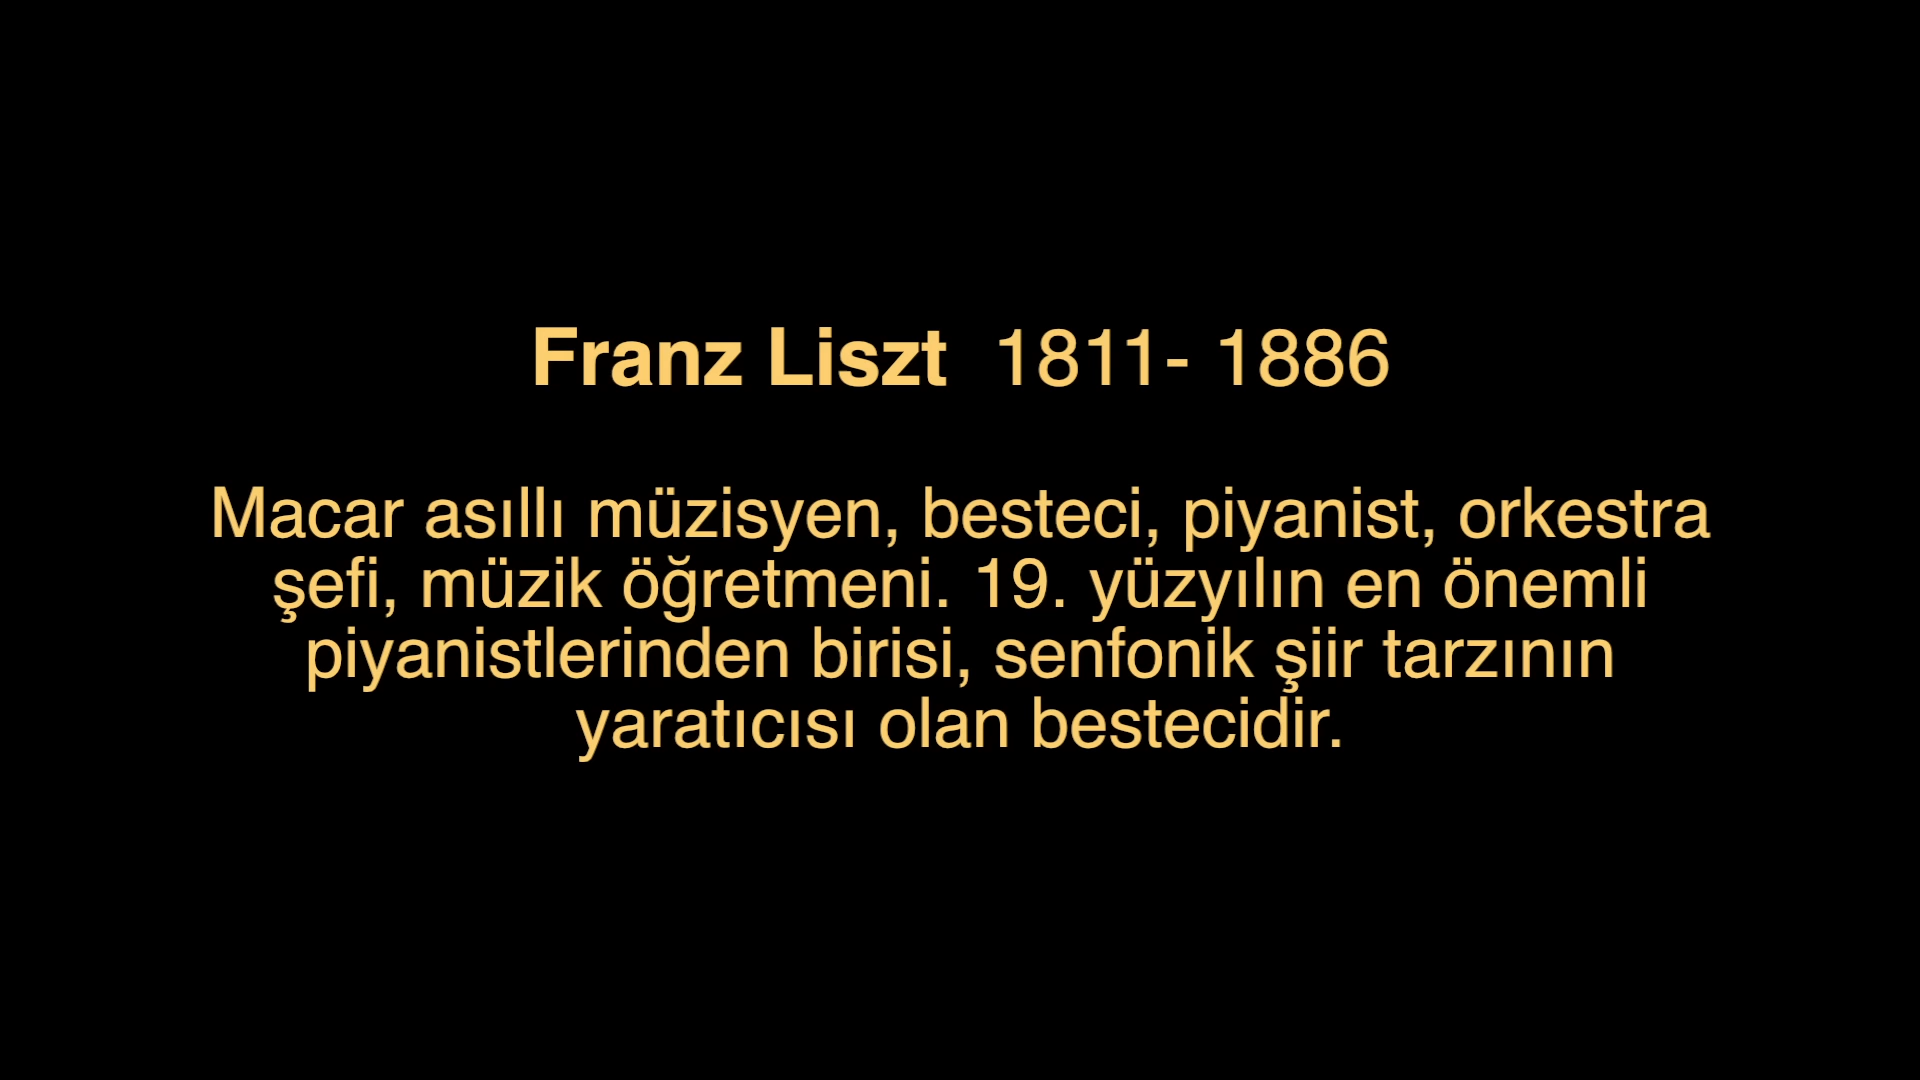 Franz Liszt 1811- 1886
Macar asıllı müzisyen, besteci, piyanist, orkestra
şefi, müzik öğretmeni. 19. yüzyılın en önemli
piyanistlerinden birisi, senfonik şiir tarzının
yaratıcısı olan bestecidir.